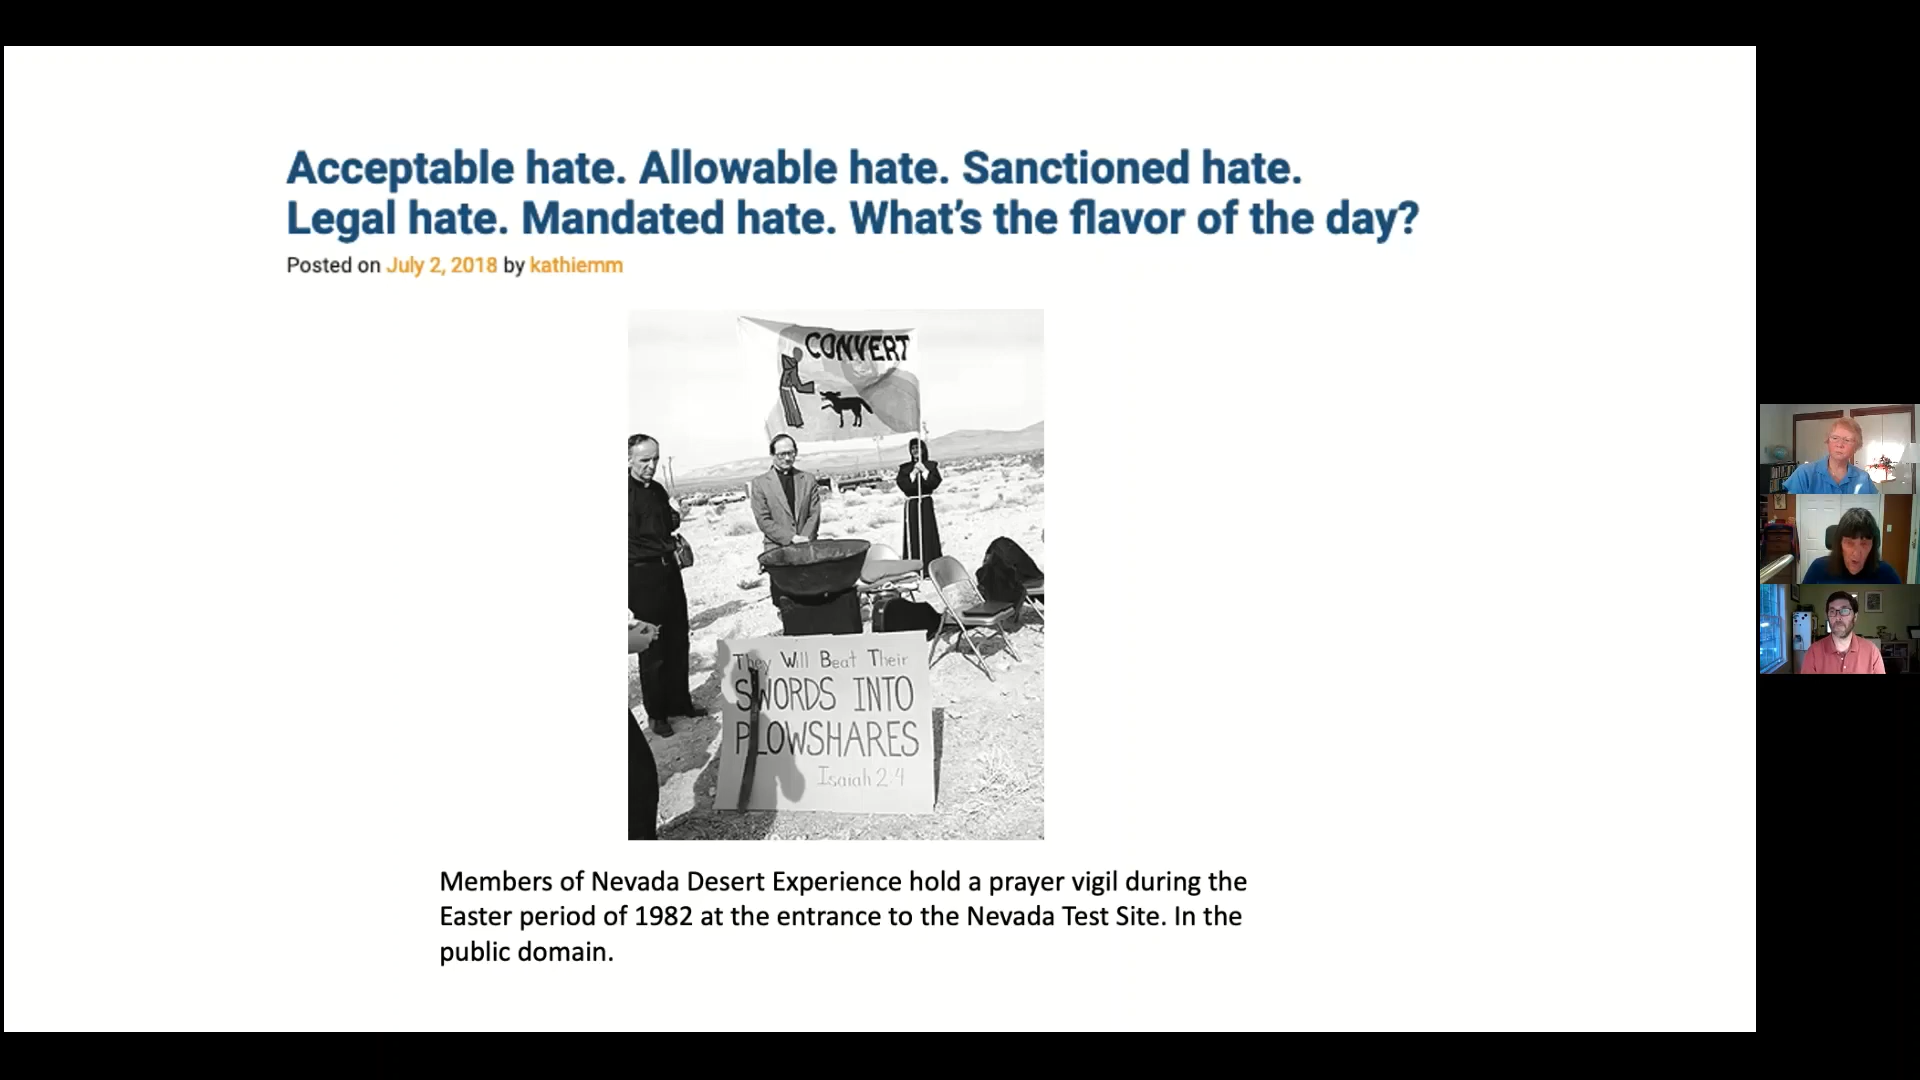 Acceptable hate. Allowable hate. Sanctioned hate.
Legal hate. Mandated hate. What’s the flavor of the day?
Posted on July 2, 2018 by kathiemm
CONVERT
They Will Beat Their
SWORDS INTO
PLOWSHARES
Isaiah 2:4
Members of Nevada Desert Experience hold a prayer vigil during the
Easter period of 1982 at the entrance to the Nevada Test Site. In the
public domain.